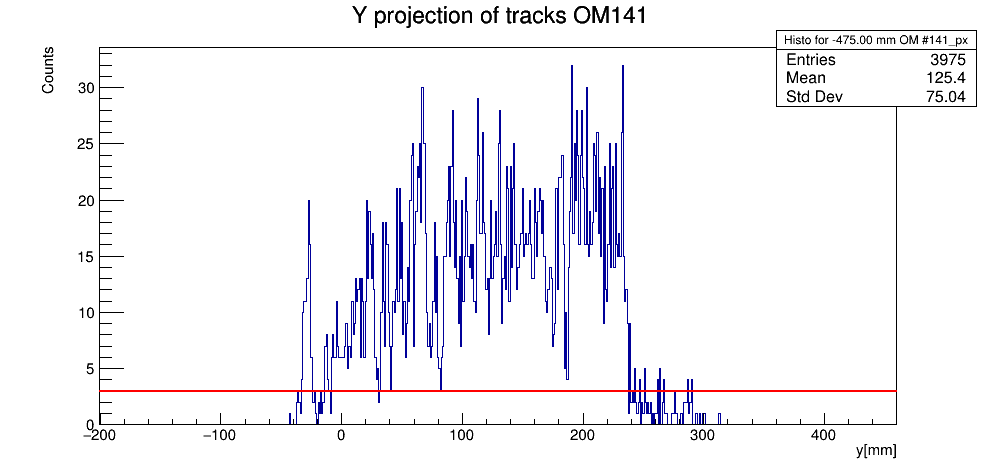 Y projection of tracks OM141
Histo for -475.00 mm OM #141_px
Entries 3975
Mean 125.4
Std Dev 75.04
Counts
30
25
20
15
10
5
0
−200 −100 0 100 200 300 400
y[mm]